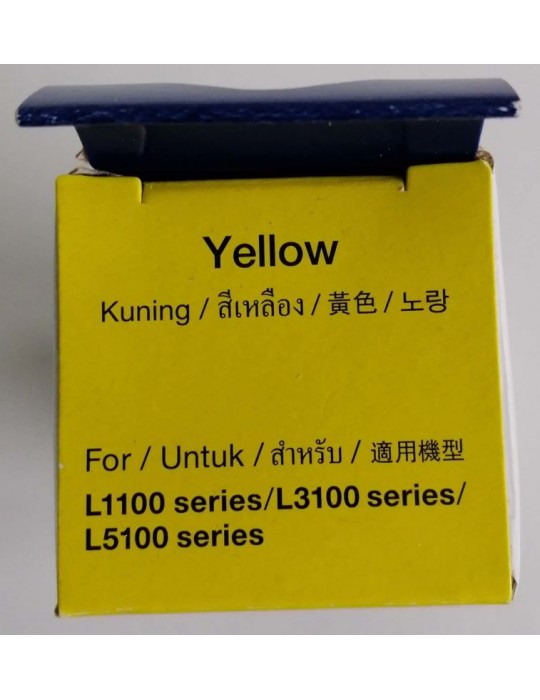 Yellow
Kuning / สีเหลือง / 黃色 / 노랑
For / Untuk / สำหรับ / 適用機型
L1100 series/L3100 series/
L5100 series